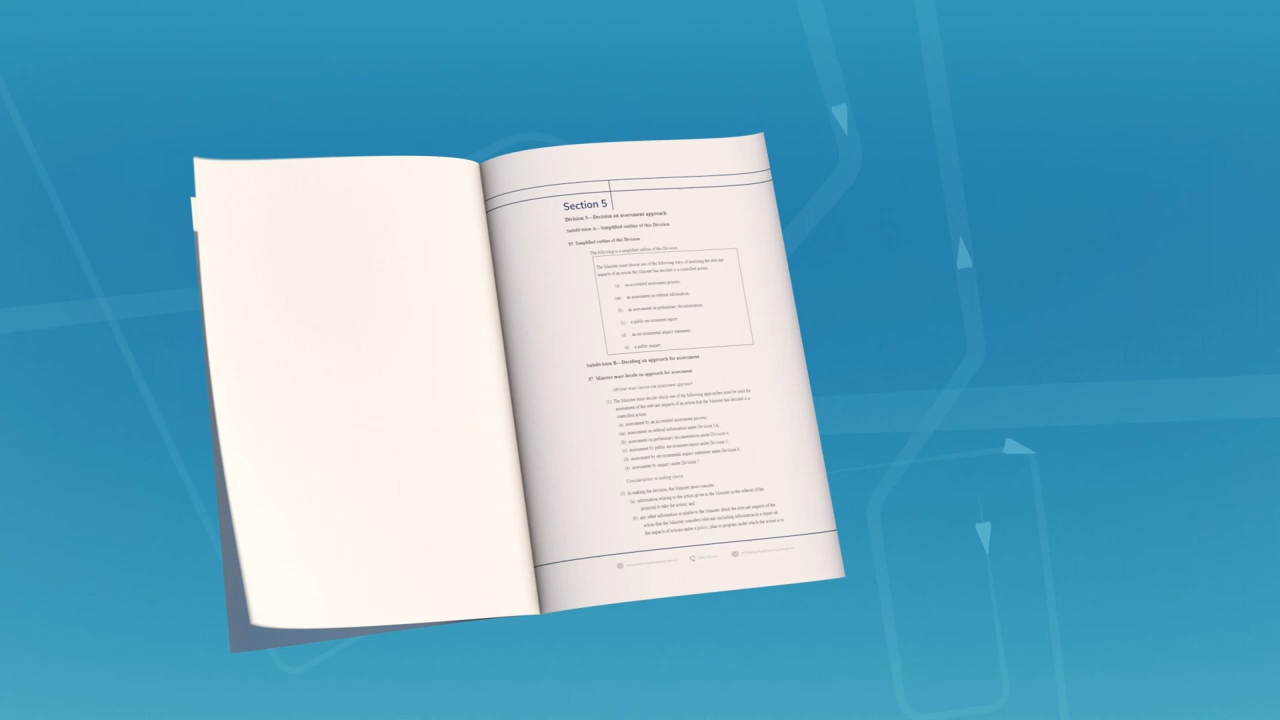 Section 5
Division 3—Decision on assessment approach
Subdivision A—Simplified outline of this Division
Simplified outline of this Division
The following is a simplified outline of this Division
The Minister must choose one of the following ways of assessing the relevant
impacts of an action the Minister has decided is a controlled action:
(a) an accredited assessment process;
(aa) an assessment on referral information;
(b) an assessment on preliminary documentation;
(c) a public environment report;
(d) an environmental impact statement;
(e) a public inquiry.
Subdivision B—Deciding on approach for assessment
87 Minister must decide on approach for assessment
Minister must choose one assessment approach
(1) The Minister must decide which one of the following approaches must be used for
assessment of the relevant impacts of an action that the Minister has decided is a
controlled action:
(a) assessment by an accredited assessment process;
(aa) assessment on referral information under Division 3A;
(b) assessment on preliminary documentation under Division 4;
(c) assessment by public environment report under Division 5;
(d) assessment by environmental impact statement under Division 6;
(e) assessment by inquiry under Division 7.
Considerations in making choice
(3) In making the decision, the Minister must consider:
(a) information relating to the action given to the Minister in the referral of the
proposal to take the action; and
(b) any other information available to the Minister about the relevant impacts of the
action that the Minister considers relevant (including information in a report on
the impacts of actions under a policy, plan or program under which the action is to